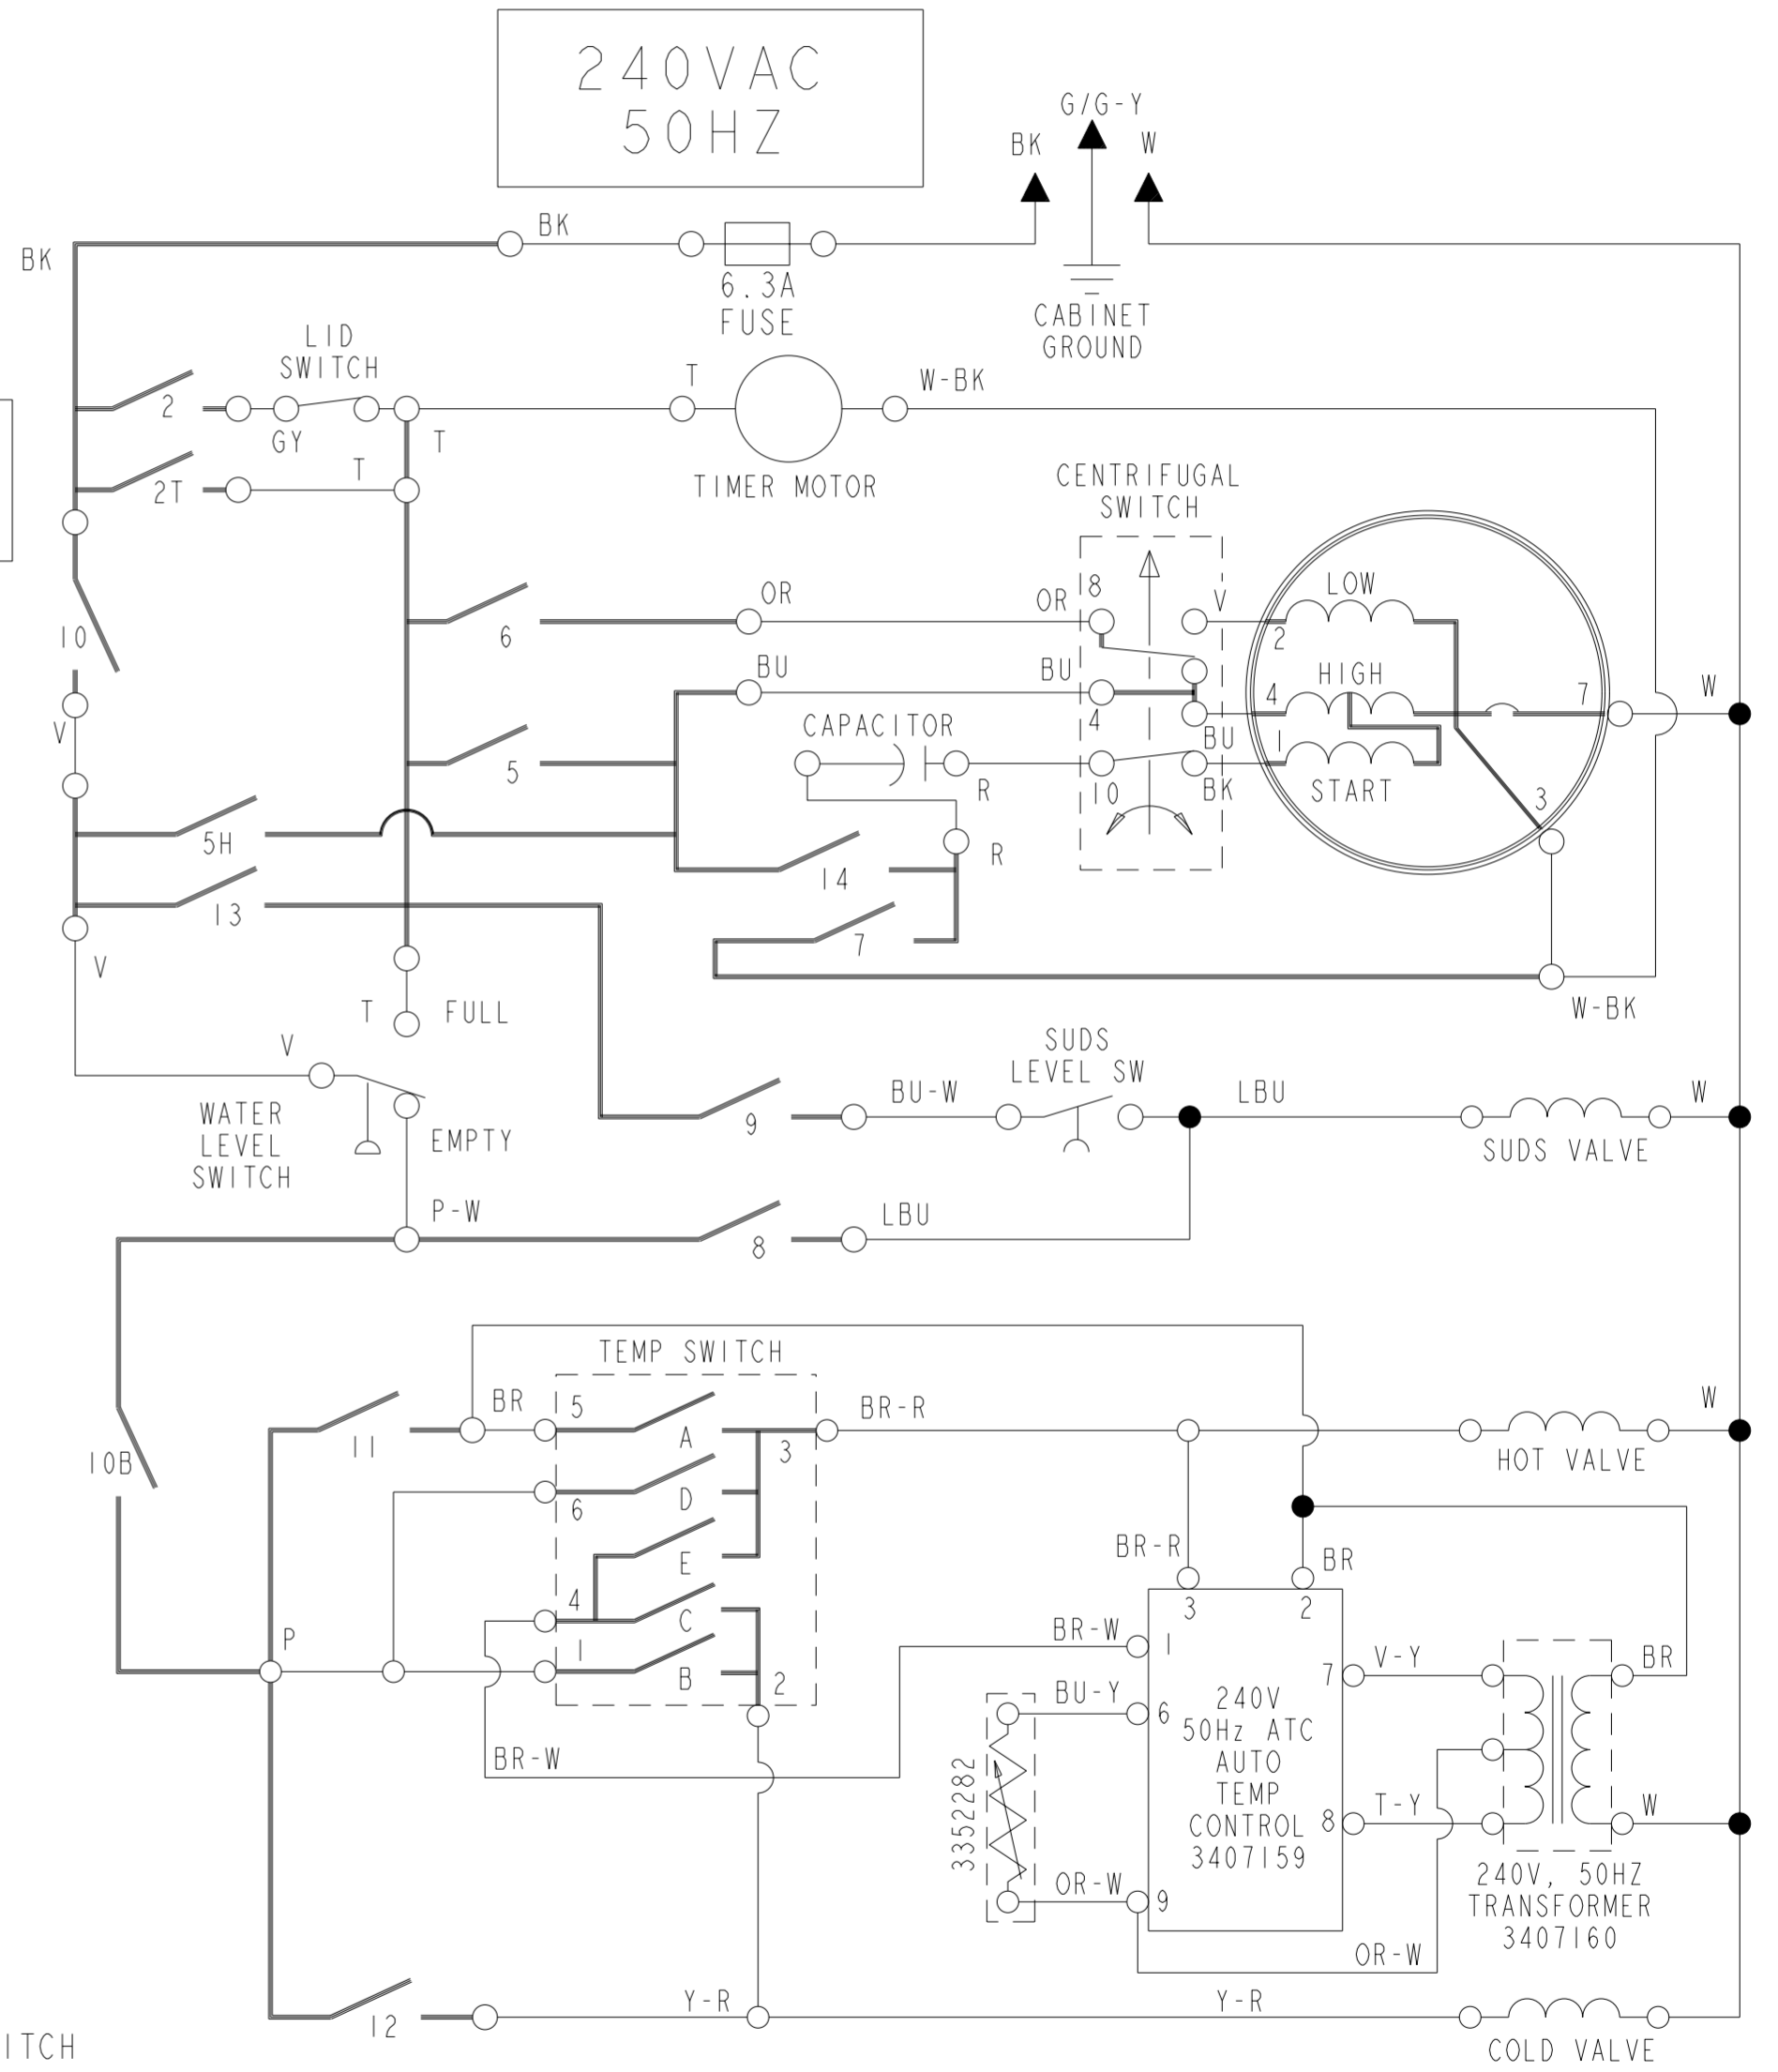 240VAC
50HZ
G/G-Y
BK
W
BK
BK
6.3A
FUSE
CABINET
GROUND
LID
SWITCH
2
GY
T
T
W-BK
TIMER MOTOR
2T
T
CENTRIFUGAL
SWITCH
10
6
OR
OR
8
V
LOW
2
BU
BU
4
HIGH
4
7
W
V
5
CAPACITOR
R
10
BU
BK
1
START
3
5H
14
R
13
7
V
T
FULL
W-BK
V
WATER
LEVEL
SWITCH
EMPTY
9
BU-W
SUDS
LEVEL SW
LBU
W
SUDS VALVE
P-W
8
LBU
TEMP SWITCH
10B
11
BR
5
A
3
BR-R
W
HOT VALVE
6
D
E
BR-R
BR
3
2
4
C
BR-W
1
P
1
B
2
BR-W
BU-Y
6
7
V-Y
BR
240V
50Hz ATC
AUTO
TEMP
CONTROL
3407159
3352282
8
T-Y
W
OR-W
9
240V, 50HZ
TRANSFORMER
3407160
OR-W
12
Y-R
Y-R
COLD VALVE
ITCH